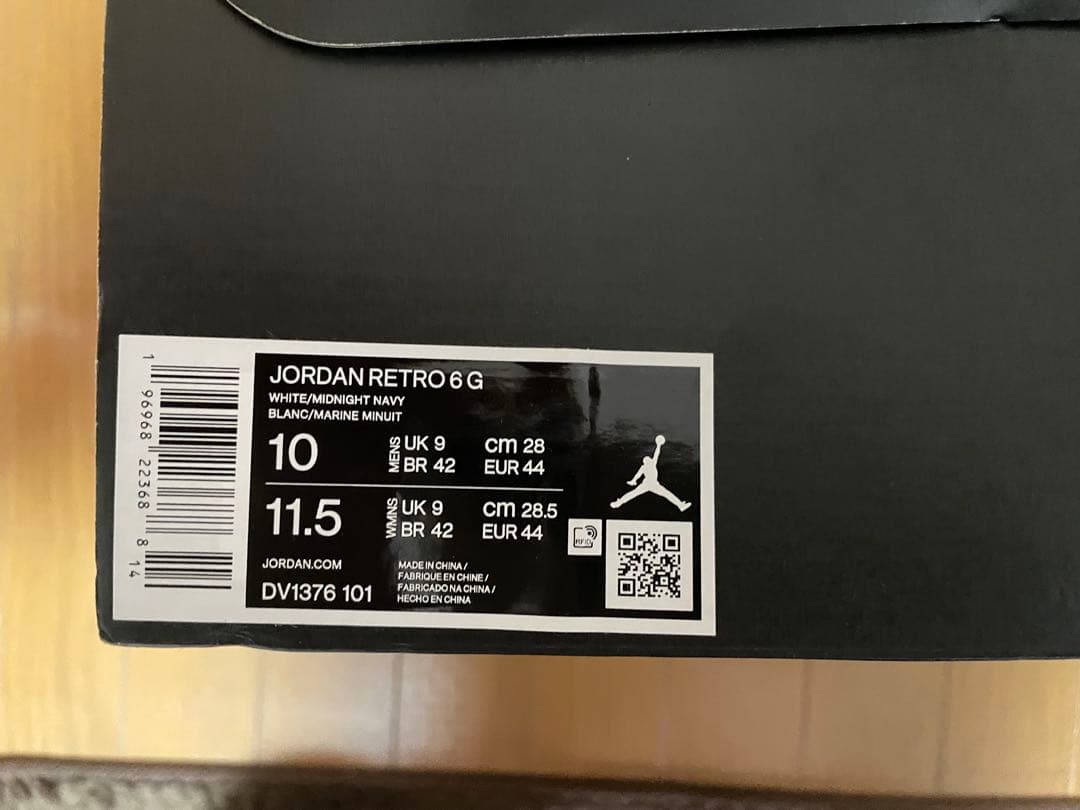 1 96968 22368 8
14
JORDAN RETRO 6 G
WHITE/MIDNIGHT NAVY
BLANC/MARINE MINUIT
10
MENS
UK 9 cm 28
BR 42 EUR 44
11.5
WMNS
UK 9 cm 28.5
BR 42 EUR 44
RFID
JORDAN.COM
DV1376 101
MADE IN CHINA /
FABRIQUE EN CHINE /
FABRICADO NA CHINA /
HECHO EN CHINA